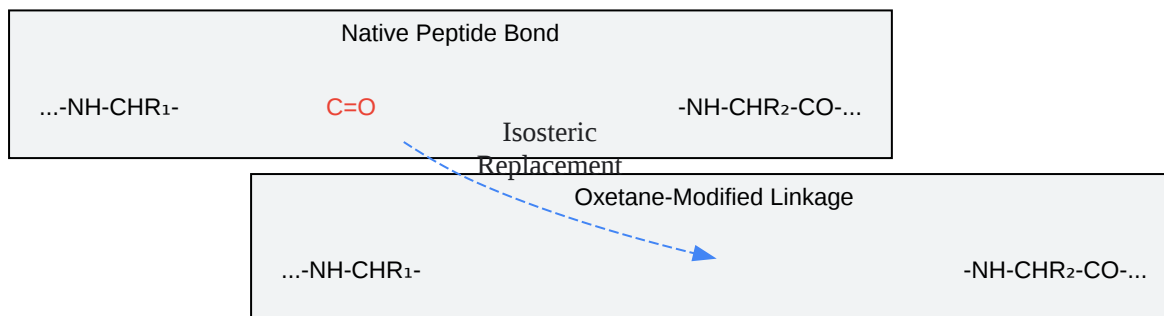 Native Peptide Bond
...-NH-CHR₁- C=O -NH-CHR₂-CO-...
Isosteric
Replacement
Oxetane-Modified Linkage
...-NH-CHR₁- -NH-CHR₂-CO-...